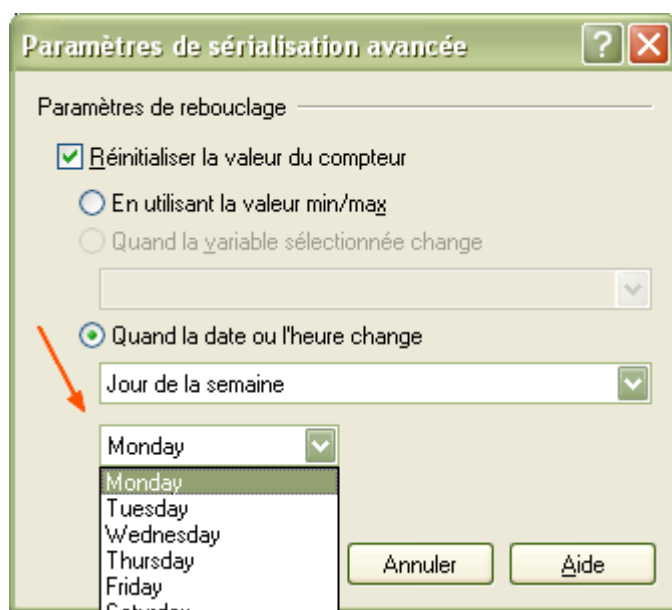 Paramètres de sérialisation avancée
Paramètres de rebouclage
Réinitialiser la valeur du compteur
En utilisant la valeur min/max
Quand la variable sélectionnée change
Quand la date ou l'heure change
Jour de la semaine
Monday
Monday
Tuesday
Wednesday
Thursday
Annuler
Aide
Friday
Saturday